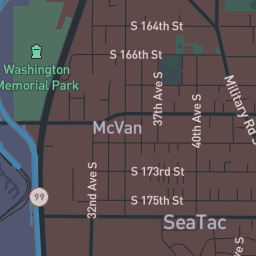 S 164th St
S 166th St
Washington
Memorial Park
37th Ave S
Military Rd S
40th Ave S
McVan
S 173rd St
32nd Ave S
99
S 175th St
SeaTac
e S